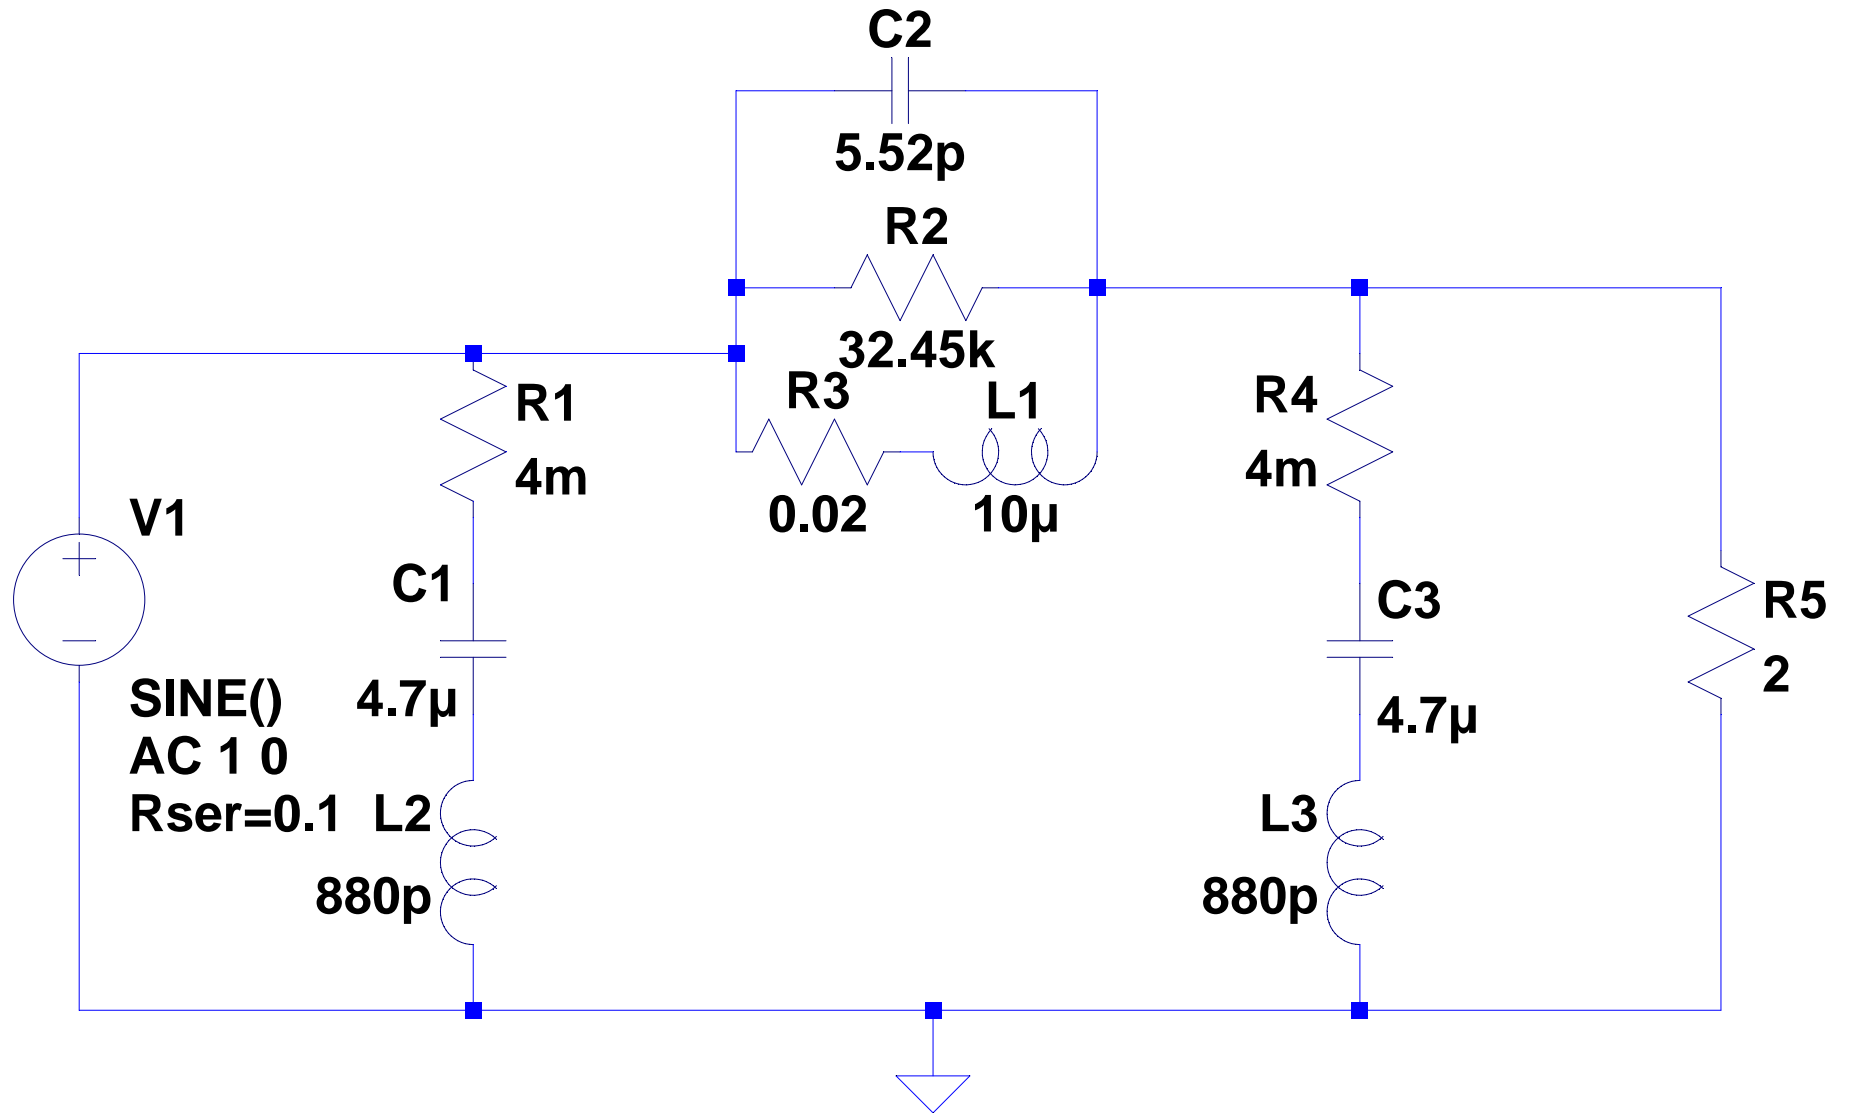 C2
5.52p
R2
32.45k
R3
0.02
L1
10µ
R1
4m
R4
4m
V1
SINE()
AC 1 0
Rser=0.1
C1
4.7µ
C3
4.7µ
R5
2
L2
880p
L3
880p